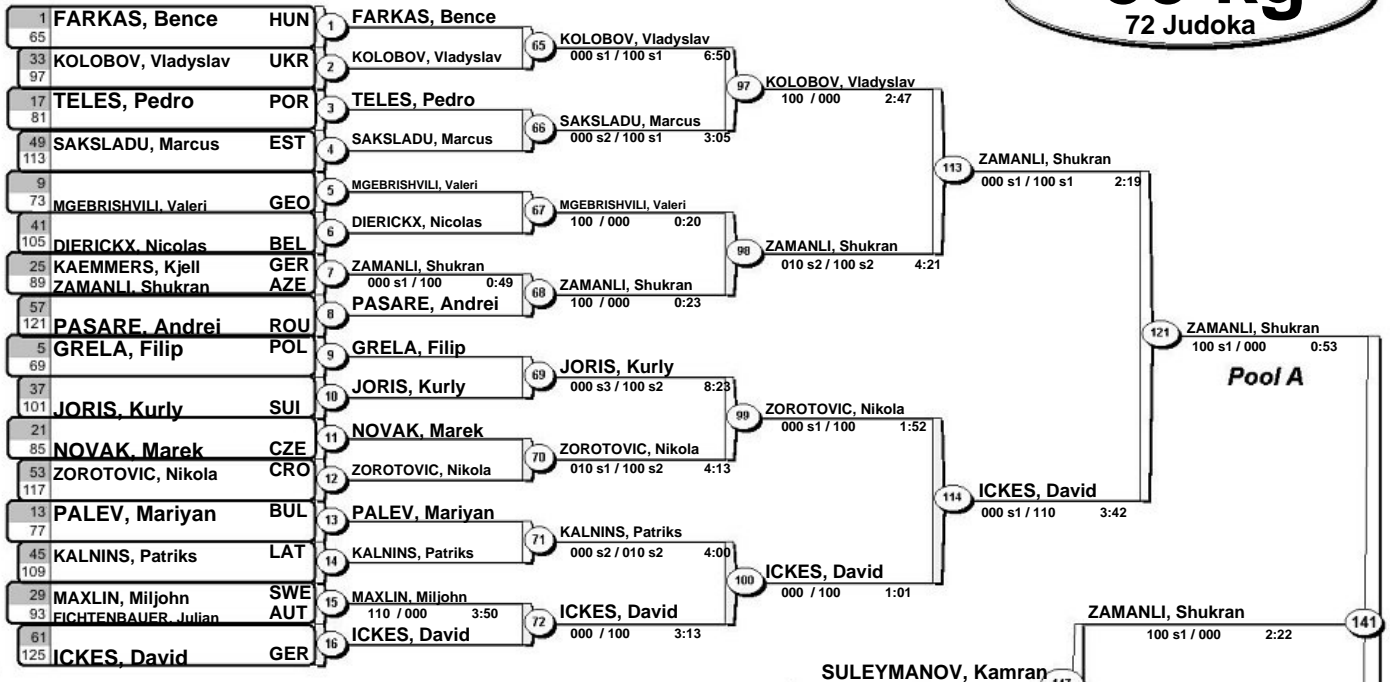 66 kg
72 Judoka
1 FARKAS, Bence HUN
65
33 KOLOBOV, Vladyslav UKR
97
17 TELES, Pedro POR
81
49 SAKSLADU, Marcus EST
113
9
73 MGEBRISHVILI, Valeri GEO
41
105 DIERICKX, Nicolas BEL
25 KAEMMERS, Kjell GER
89 ZAMANLI, Shukran AZE
57
121 PASARE, Andrei ROU
5 GRELA, Filip POL
69
37
101 JORIS, Kurly SUI
21
85 NOVAK, Marek CZE
53 ZOROTOVIC, Nikola CRO
117
13 PALEV, Mariyan BUL
77
45 KALNINS, Patriks LAT
109
29 MAXLIN, Miljohn SWE
93 FICHTENBAUER, Julian AUT
61
125 ICKES, David GER
1 FARKAS, Bence
2 KOLOBOV, Vladyslav
3 TELES, Pedro
4 SAKSLADU, Marcus
5 MGEBRISHVILI, Valeri
6 DIERICKX, Nicolas
7 ZAMANLI, Shukran
000 s1 / 100 0:49
8 PASARE, Andrei
9 GRELA, Filip
10 JORIS, Kurly
11 NOVAK, Marek
12 ZOROTOVIC, Nikola
13 PALEV, Mariyan
14 KALNINS, Patriks
15 MAXLIN, Miljohn
110 / 000 3:50
16 ICKES, David
65 KOLOBOV, Vladyslav
000 s1 / 100 s1 6:50
66 SAKSLADU, Marcus
000 s2 / 100 s1 3:05
67 MGEBRISHVILI, Valeri
100 / 000 0:20
68 ZAMANLI, Shukran
100 / 000 0:23
69 JORIS, Kurly
000 s3 / 100 s2 8:23
70 ZOROTOVIC, Nikola
010 s1 / 100 s2 4:13
71 KALNINS, Patriks
000 s2 / 010 s2 4:00
72 ICKES, David
000 / 100 3:13
97 KOLOBOV, Vladyslav
100 / 000 2:47
98 ZAMANLI, Shukran
010 s2 / 100 s2 4:21
99 ZOROTOVIC, Nikola
000 s1 / 100 1:52
100 ICKES, David
000 / 100 1:01
113 ZAMANLI, Shukran
000 s1 / 100 s1 2:19
114 ICKES, David
000 s1 / 110 3:42
121 ZAMANLI, Shukran
100 s1 / 000 0:53
Pool A
ZAMANLI, Shukran 141
100 s1 / 000 2:22
SULEYMANOV, Kamran